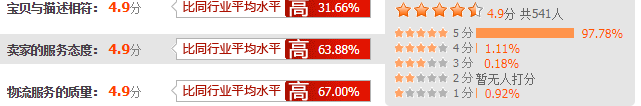 宝贝与描述相符： 4.9分 比同行业平均水平 高 31.66%
卖家的服务态度： 4.9分 比同行业平均水平 高 63.88%
物流服务的质量： 4.9分 比同行业平均水平 高 67.00%
4.9分 共541人
5分 97.78%
4分 1.11%
3分 0.18%
2分 暂无人打分
1分 0.92%